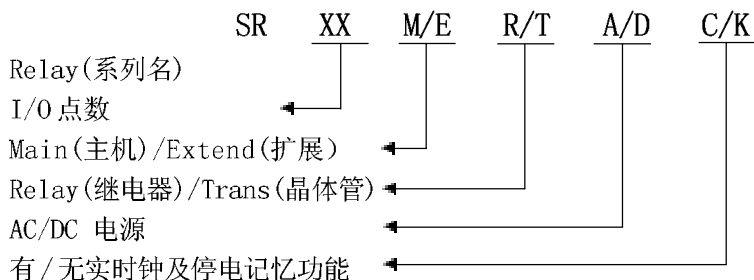 SR XX M/E R/T A/D C/K
Relay(系列名)
I/O点数
Main(主机)/Extend(扩展)
Relay(继电器)/Trans(晶体管)
AC/DC 电源
有/无实时钟及停电记忆功能